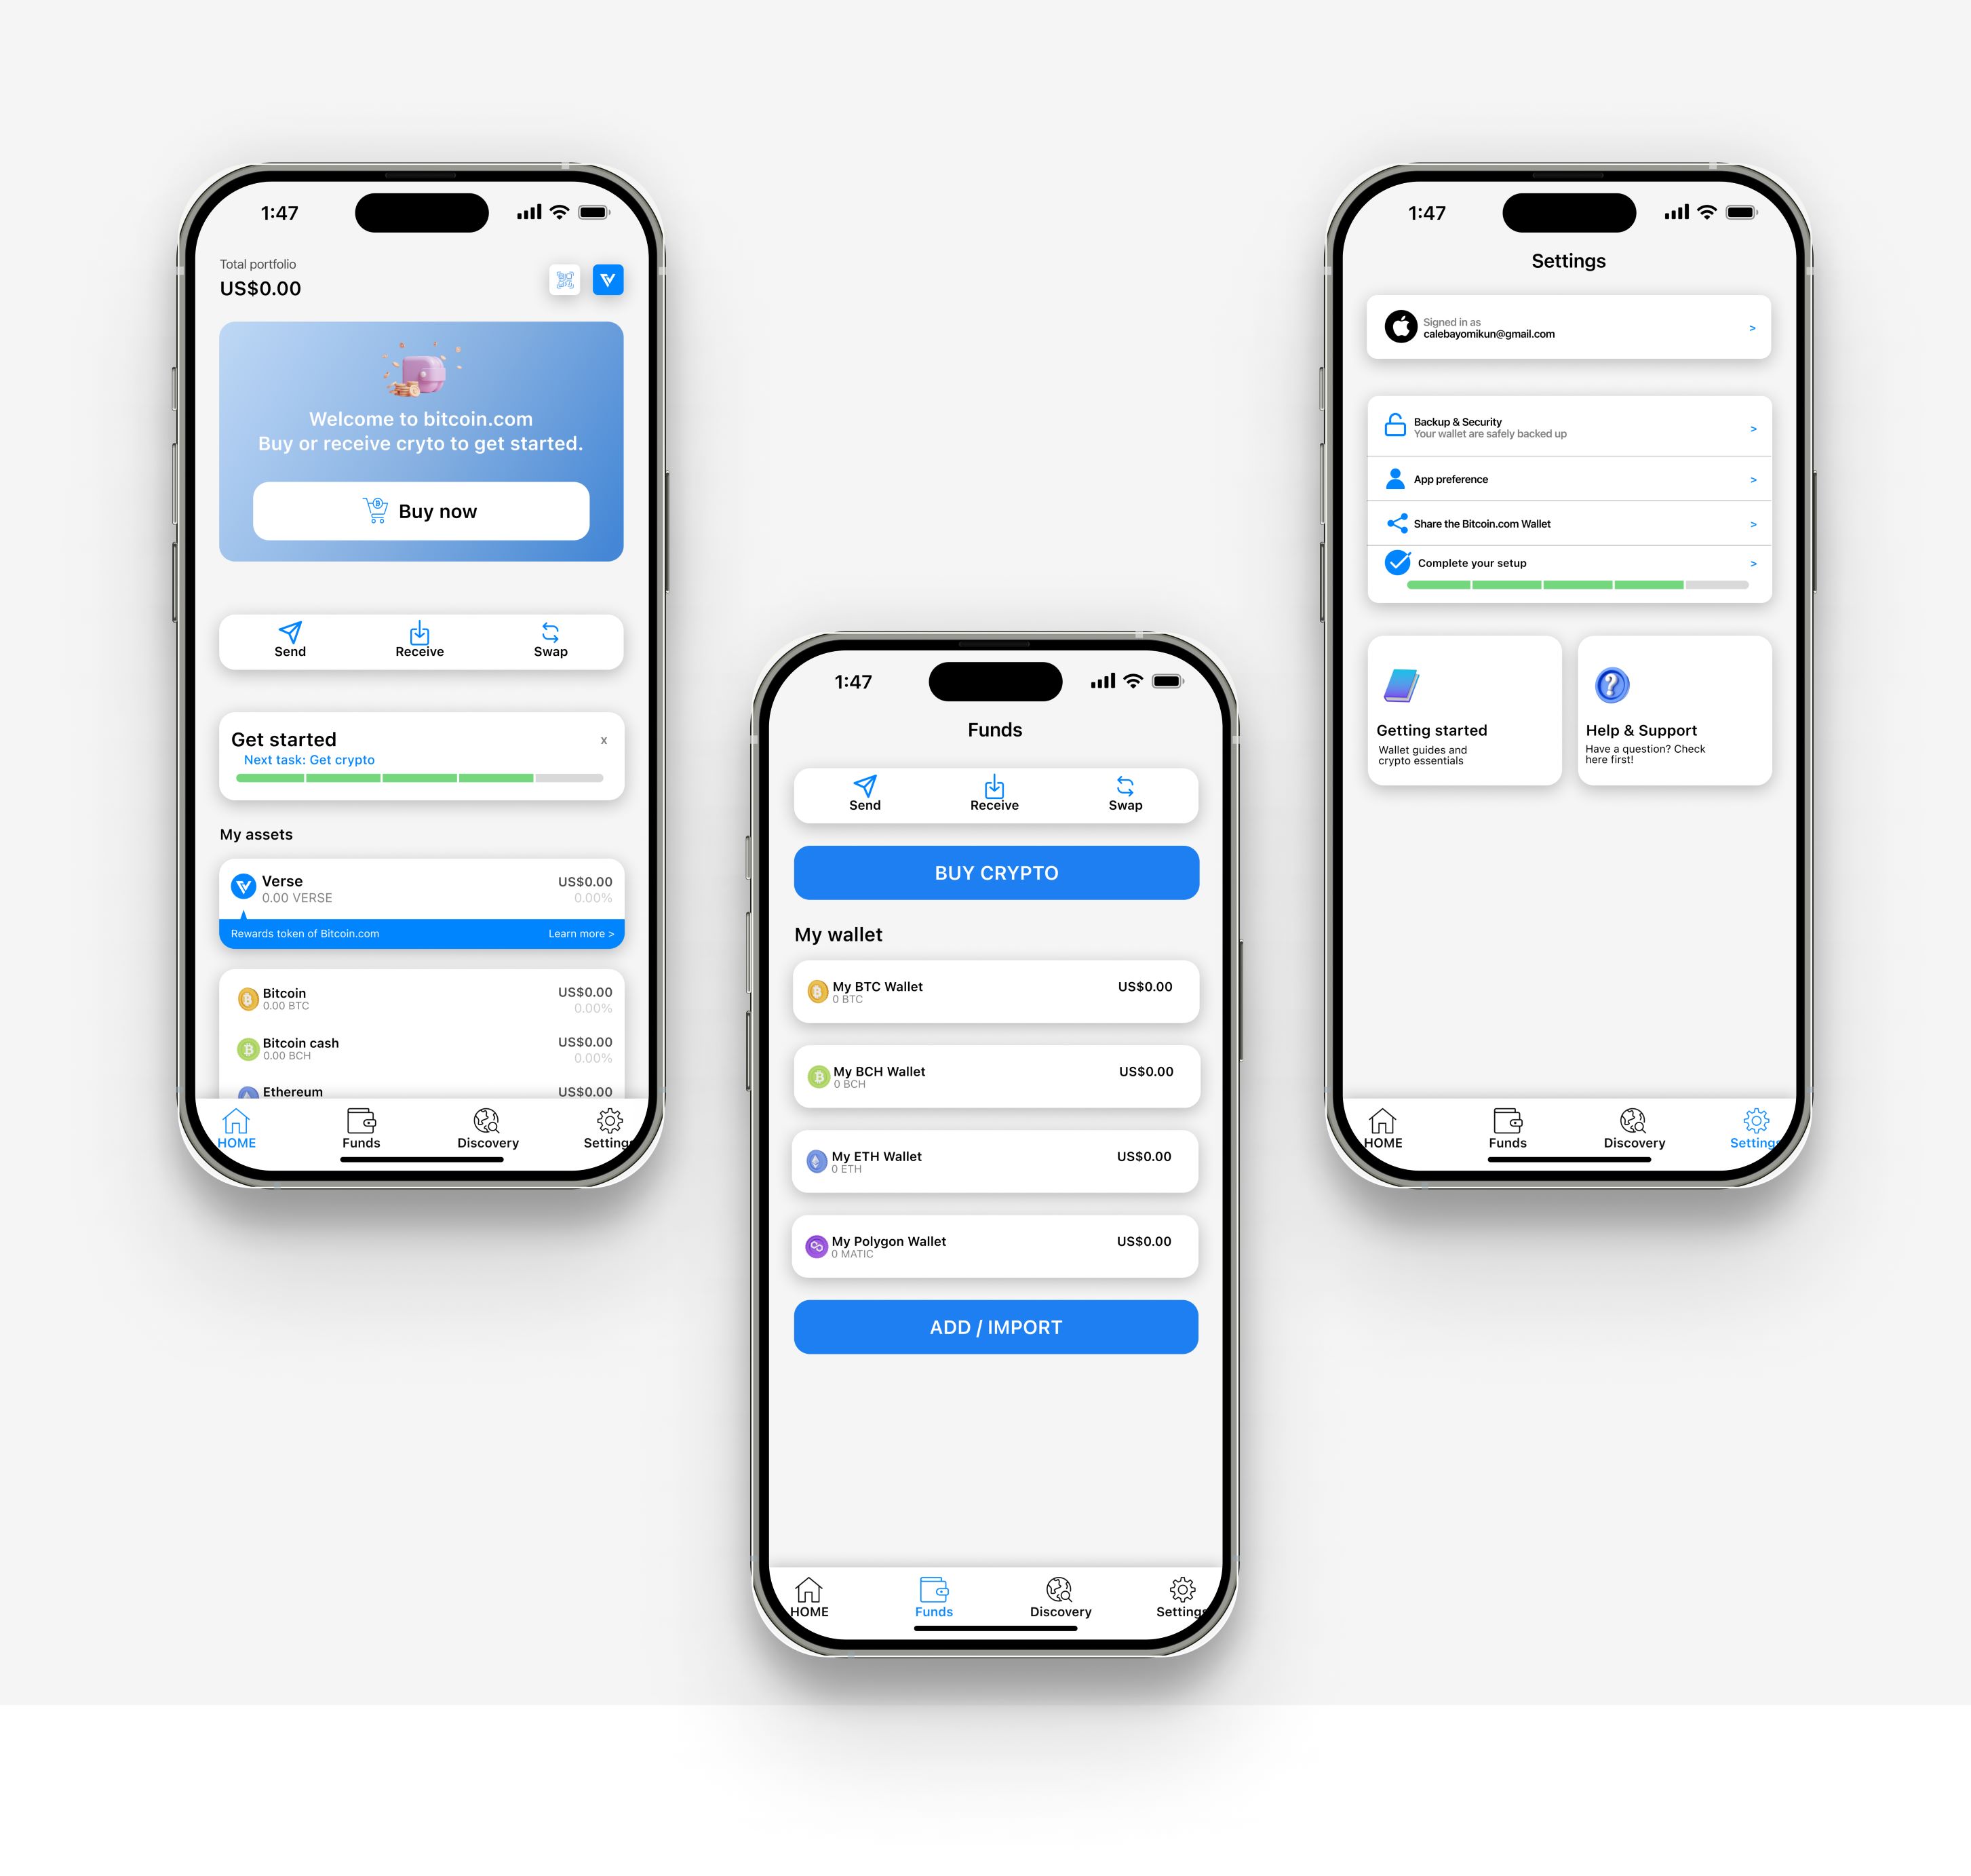 1:47
Total portfolio
US$0.00
Welcome to bitcoin.com
Buy or receive cryto to get started.
Buy now
Send Receive Swap
Get started x
Next task: Get crypto
My assets
Verse US$0.00
0.00 VERSE 0.00%
Rewards token of Bitcoin.com Learn more >
Bitcoin US$0.00
0.00 BTC 0.00%
Bitcoin cash US$0.00
0.00 BCH 0.00%
Ethereum US$0.00
HOME Funds Discovery Settings
1:47
Funds
Send Receive Swap
BUY CRYPTO
My wallet
My BTC Wallet US$0.00
0 BTC
My BCH Wallet US$0.00
0 BCH
My ETH Wallet US$0.00
0 ETH
My Polygon Wallet US$0.00
0 MATIC
ADD / IMPORT
HOME Funds Discovery Settings
1:47
Settings
Signed in as
calebayomikun@gmail.com >
Backup & Security
Your wallet are safely backed up >
App preference >
Share the Bitcoin.com Wallet >
Complete your setup >
Getting started
Wallet guides and
crypto essentials
Help & Support
Have a question? Check
here first!
HOME Funds Discovery Settings